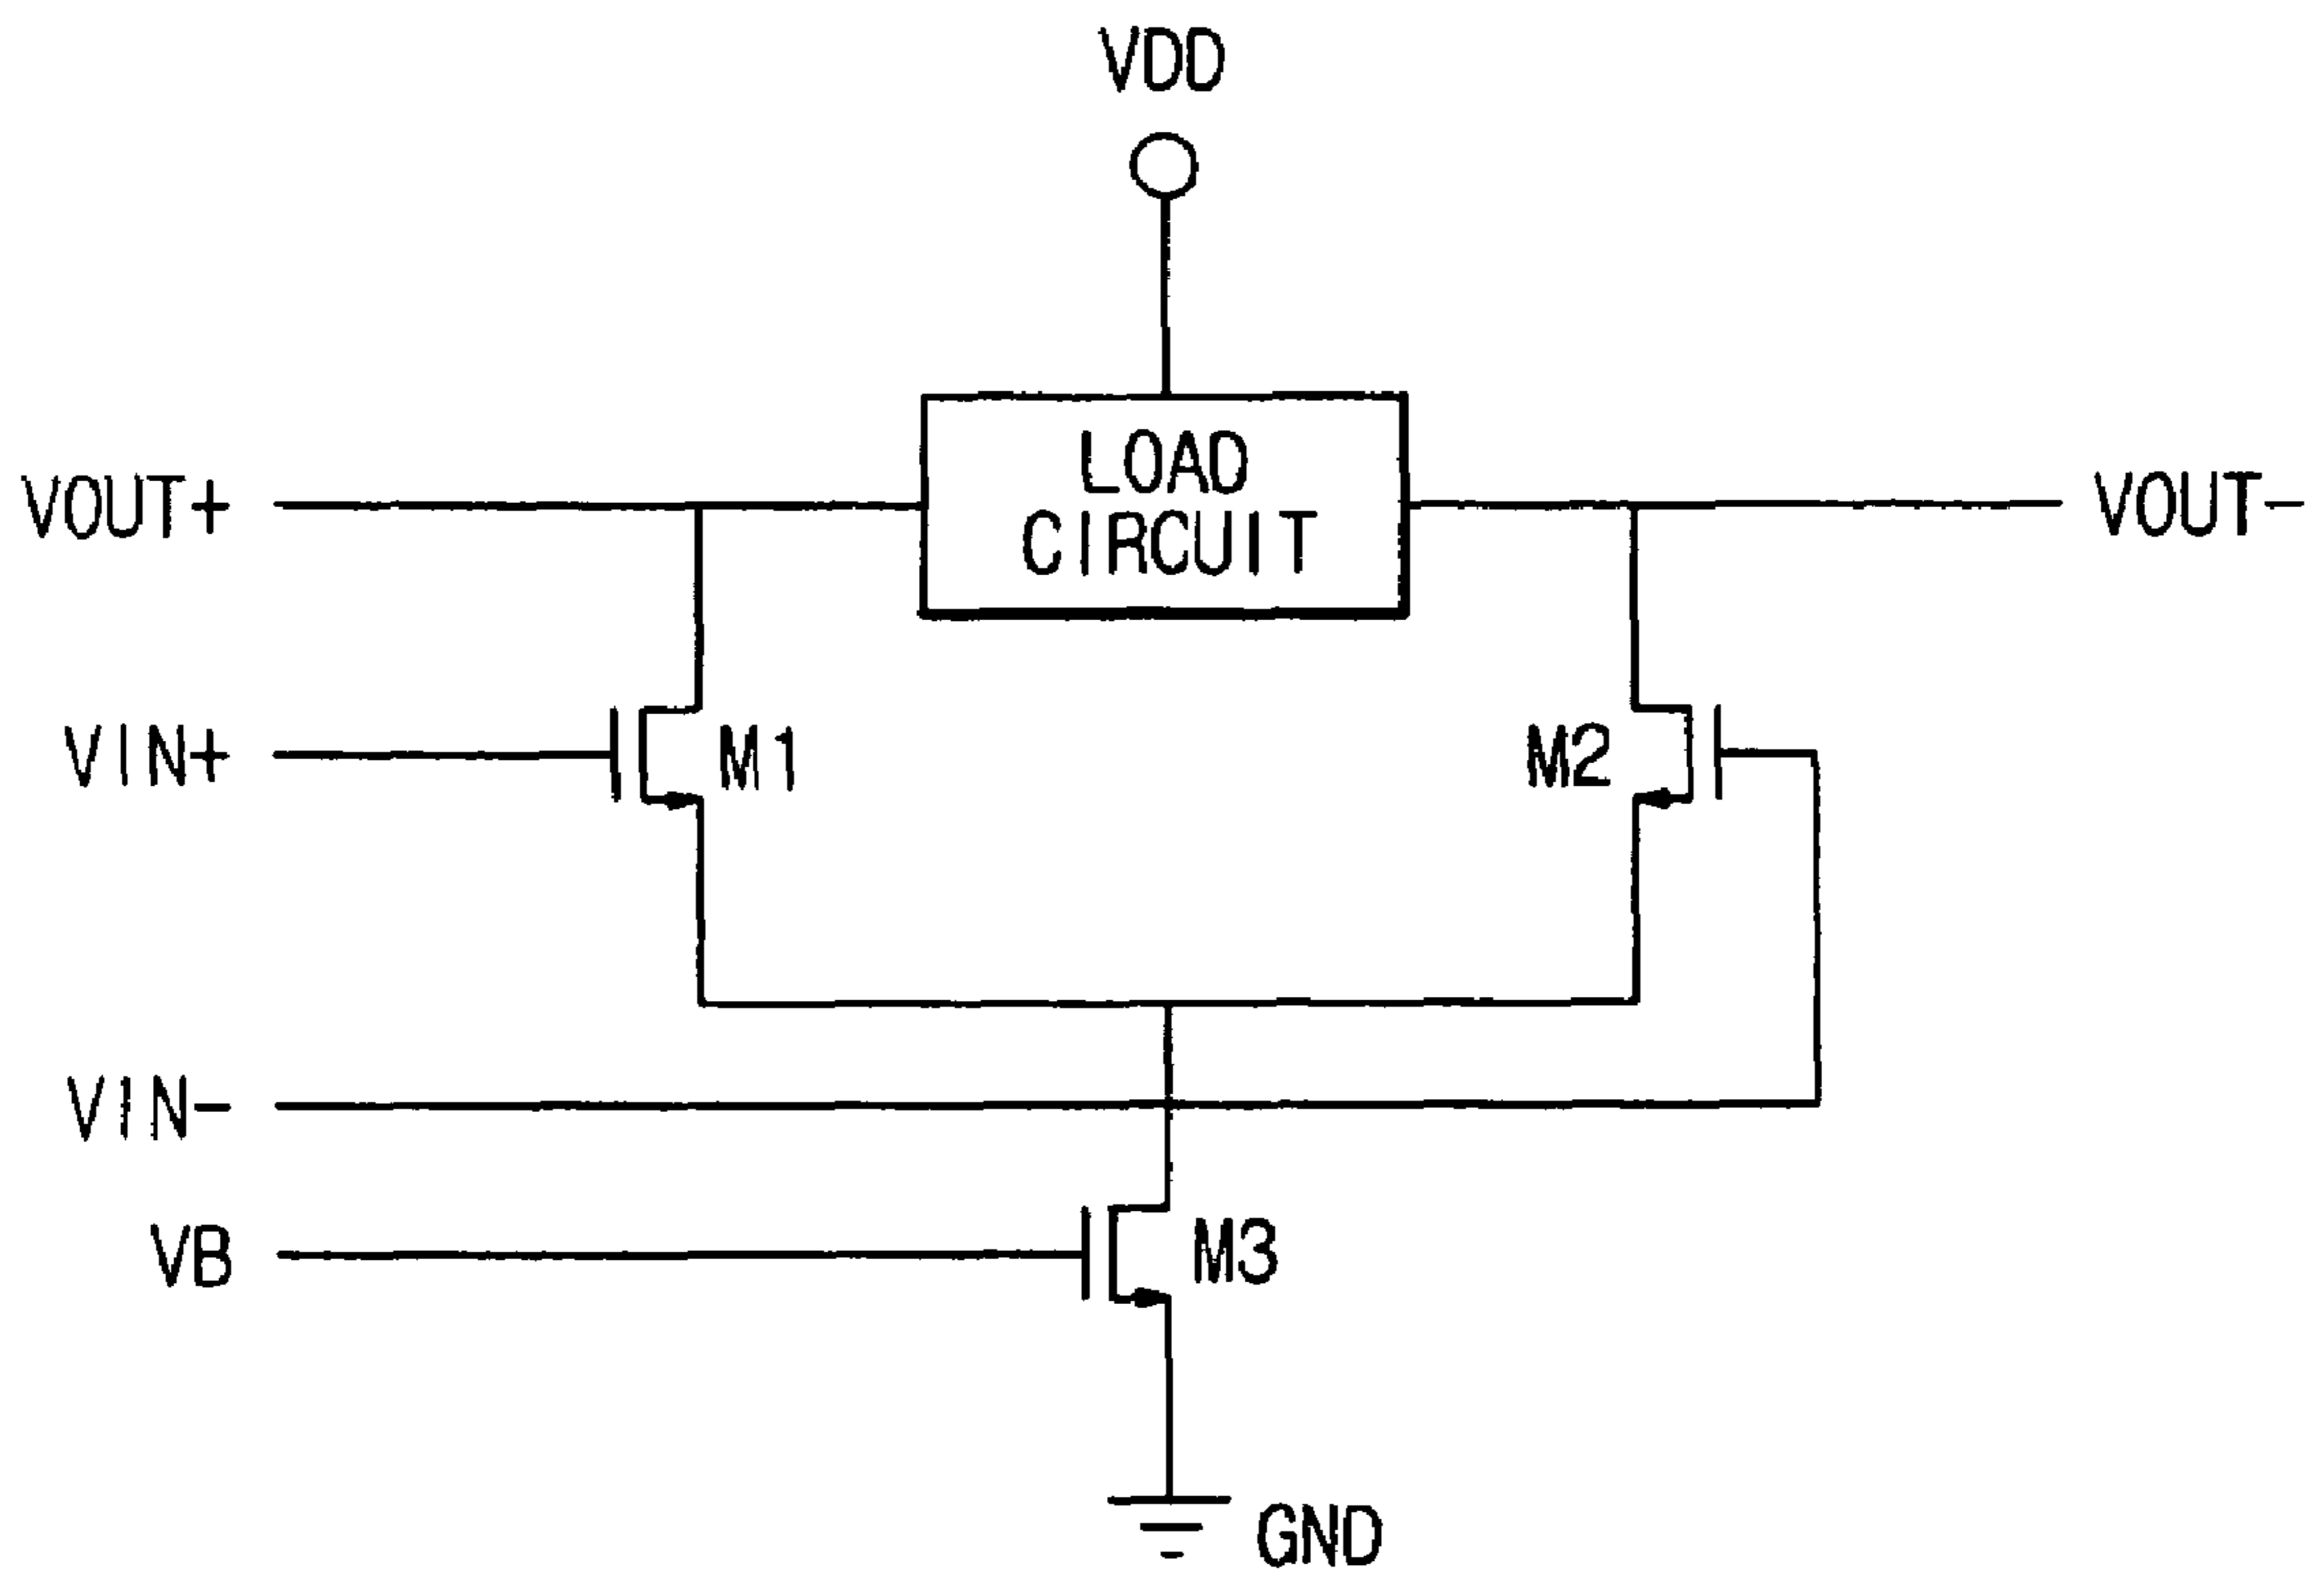 VDD
LOAD
CIRCUIT
VOUT+
VOUT-
VIN+
M1
M2
VIN-
VB
M3
GND